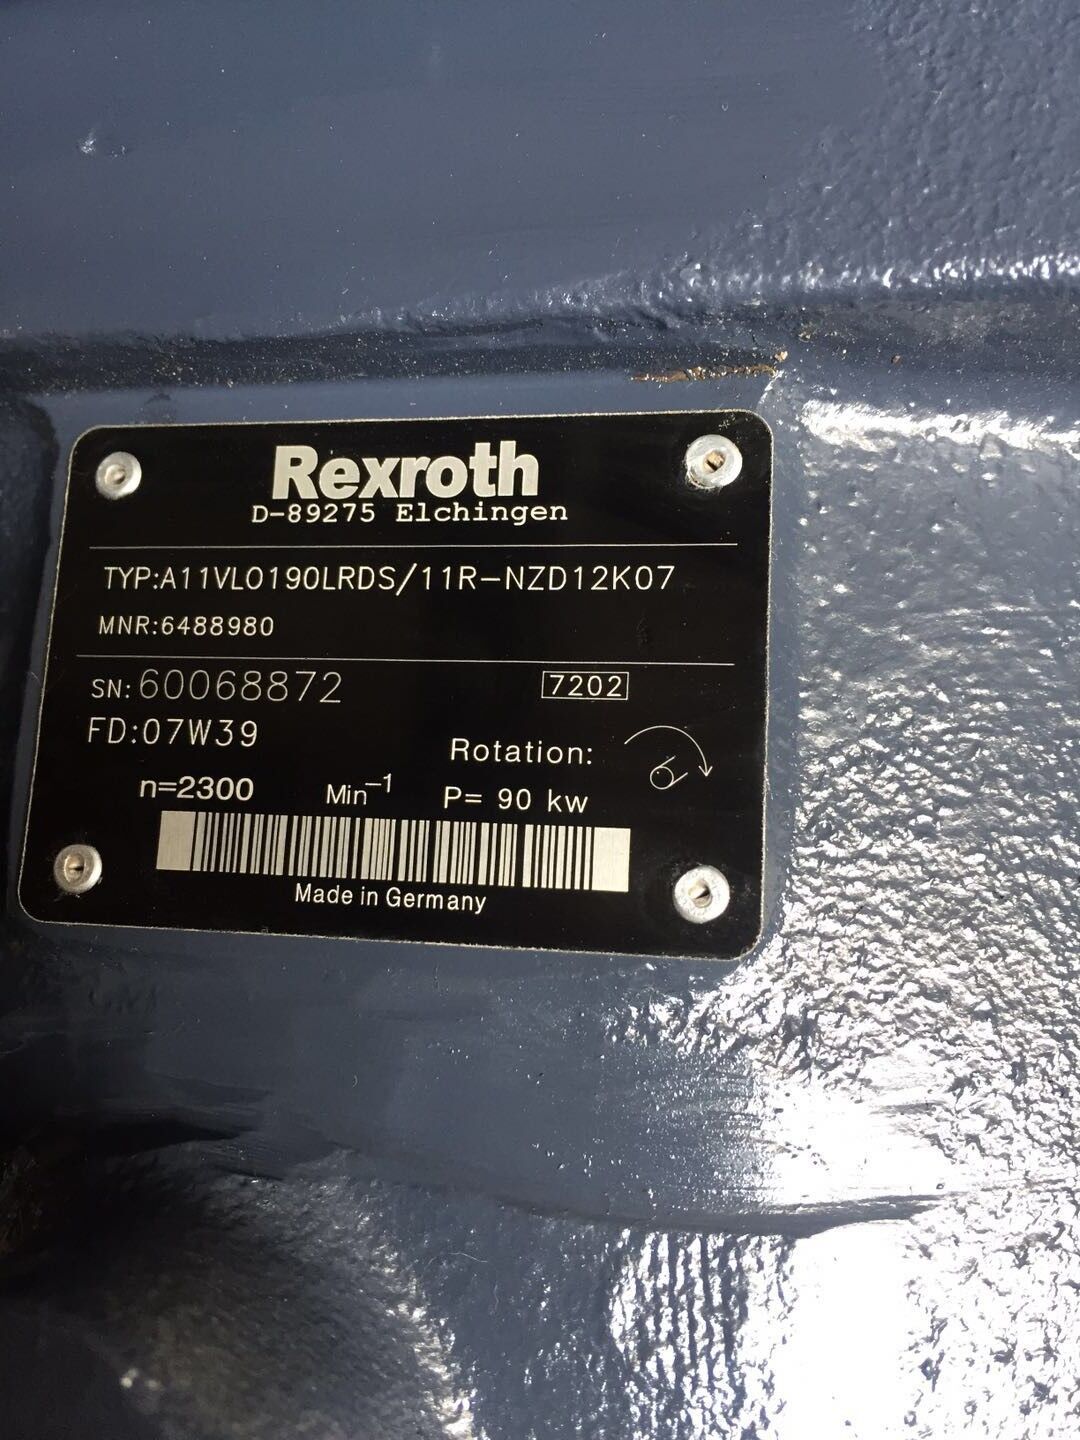 Rexroth
D-89275 Elchingen
TYP:A11VLO190LRDS/11R-NZD12K07
MNR:6488980
SN:60068872 7202
FD:07W39
Rotation:
n=2300 Min⁻¹ P= 90 kw
Made in Germany